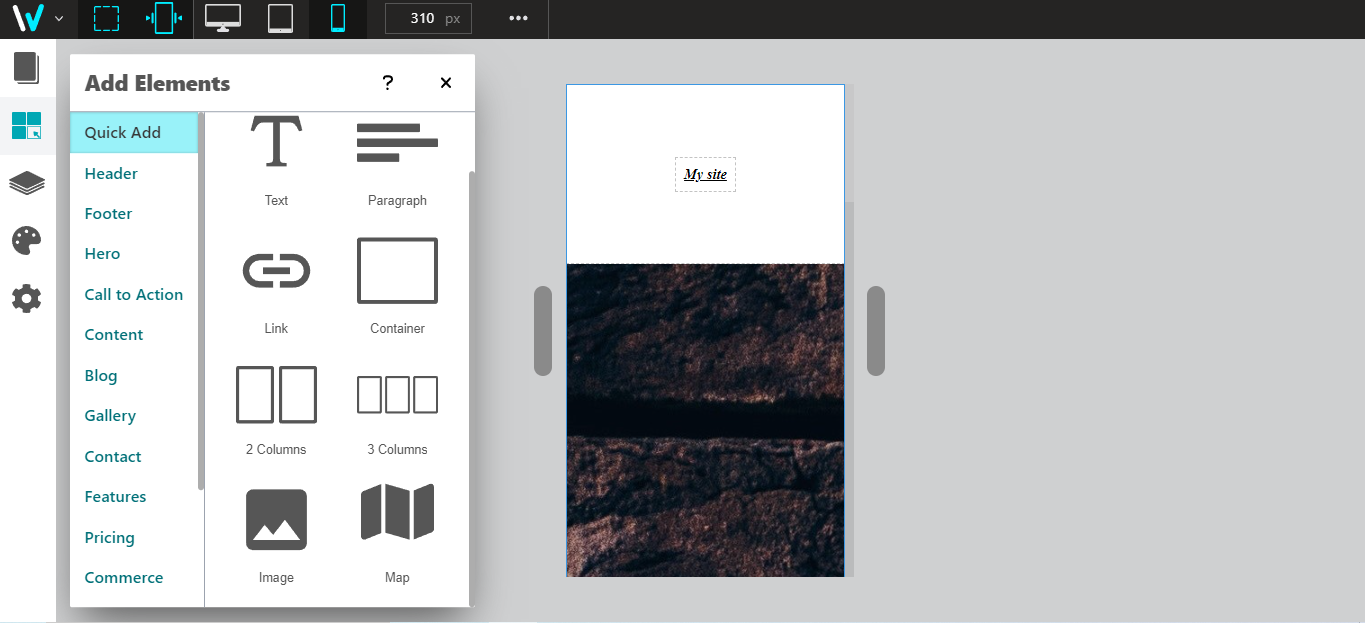 310 px
Add Elements ? ×
Quick Add
Header
Footer
Hero
Call to Action
Content
Blog
Gallery
Contact
Features
Pricing
Commerce
Text Paragraph
Link Container
2 Columns 3 Columns
Image Map
My site